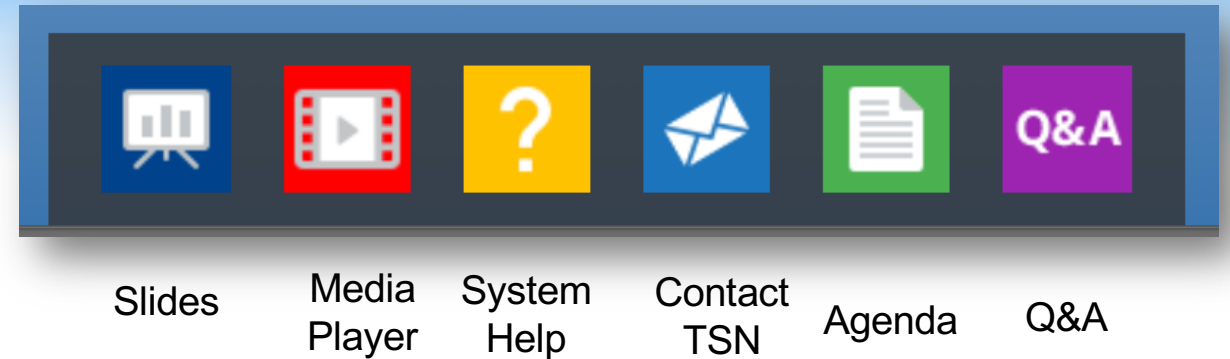 ?
Q&A
Slides
Media
Player
System
Help
Contact
TSN
Agenda
Q&A